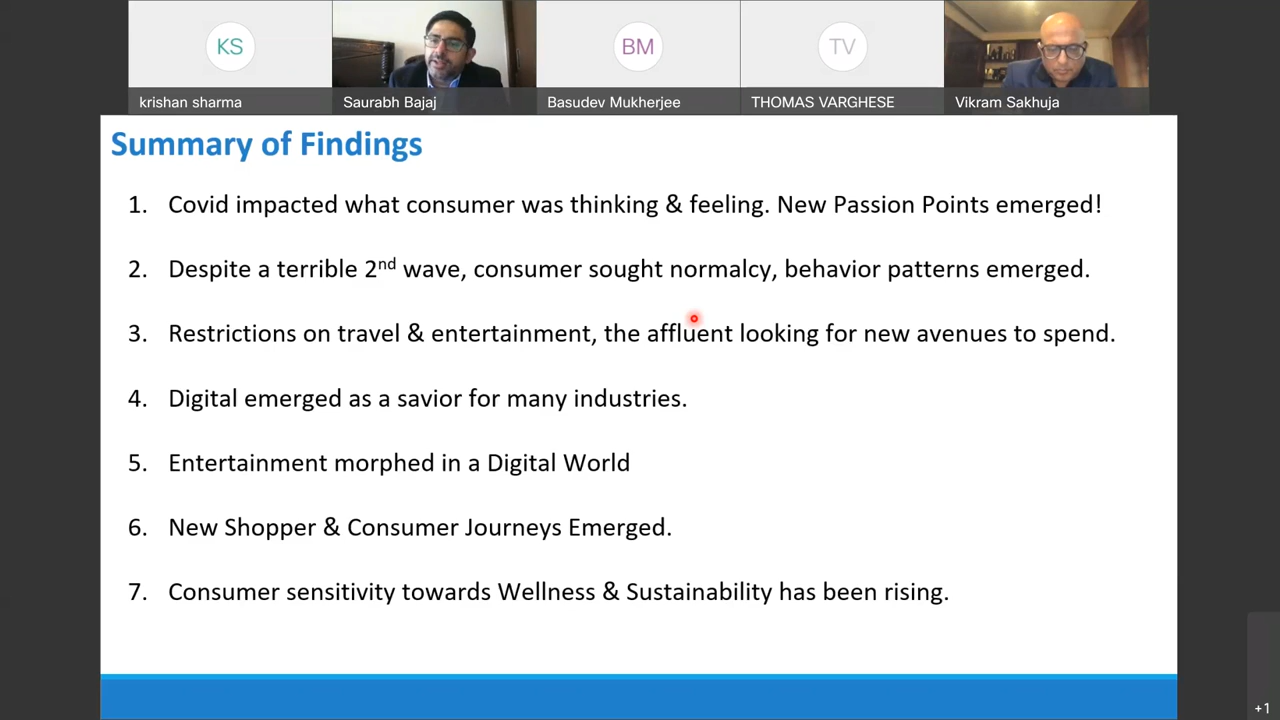 KS
BM
TV
krishan sharma
Saurabh Bajaj
Basudev Mukherjee
THOMAS VARGHESE
Vikram Sakhuja
Summary of Findings
1. Covid impacted what consumer was thinking & feeling. New Passion Points emerged!
2. Despite a terrible 2nd wave, consumer sought normalcy, behavior patterns emerged.
3. Restrictions on travel & entertainment, the affluent looking for new avenues to spend.
4. Digital emerged as a savior for many industries.
5. Entertainment morphed in a Digital World
6. New Shopper & Consumer Journeys Emerged.
7. Consumer sensitivity towards Wellness & Sustainability has been rising.
+1